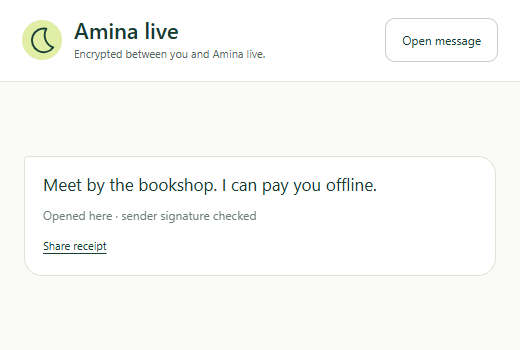 Amina live
Encrypted between you and Amina live.
Open message
Meet by the bookshop. I can pay you offline.
Opened here · sender signature checked
Share receipt